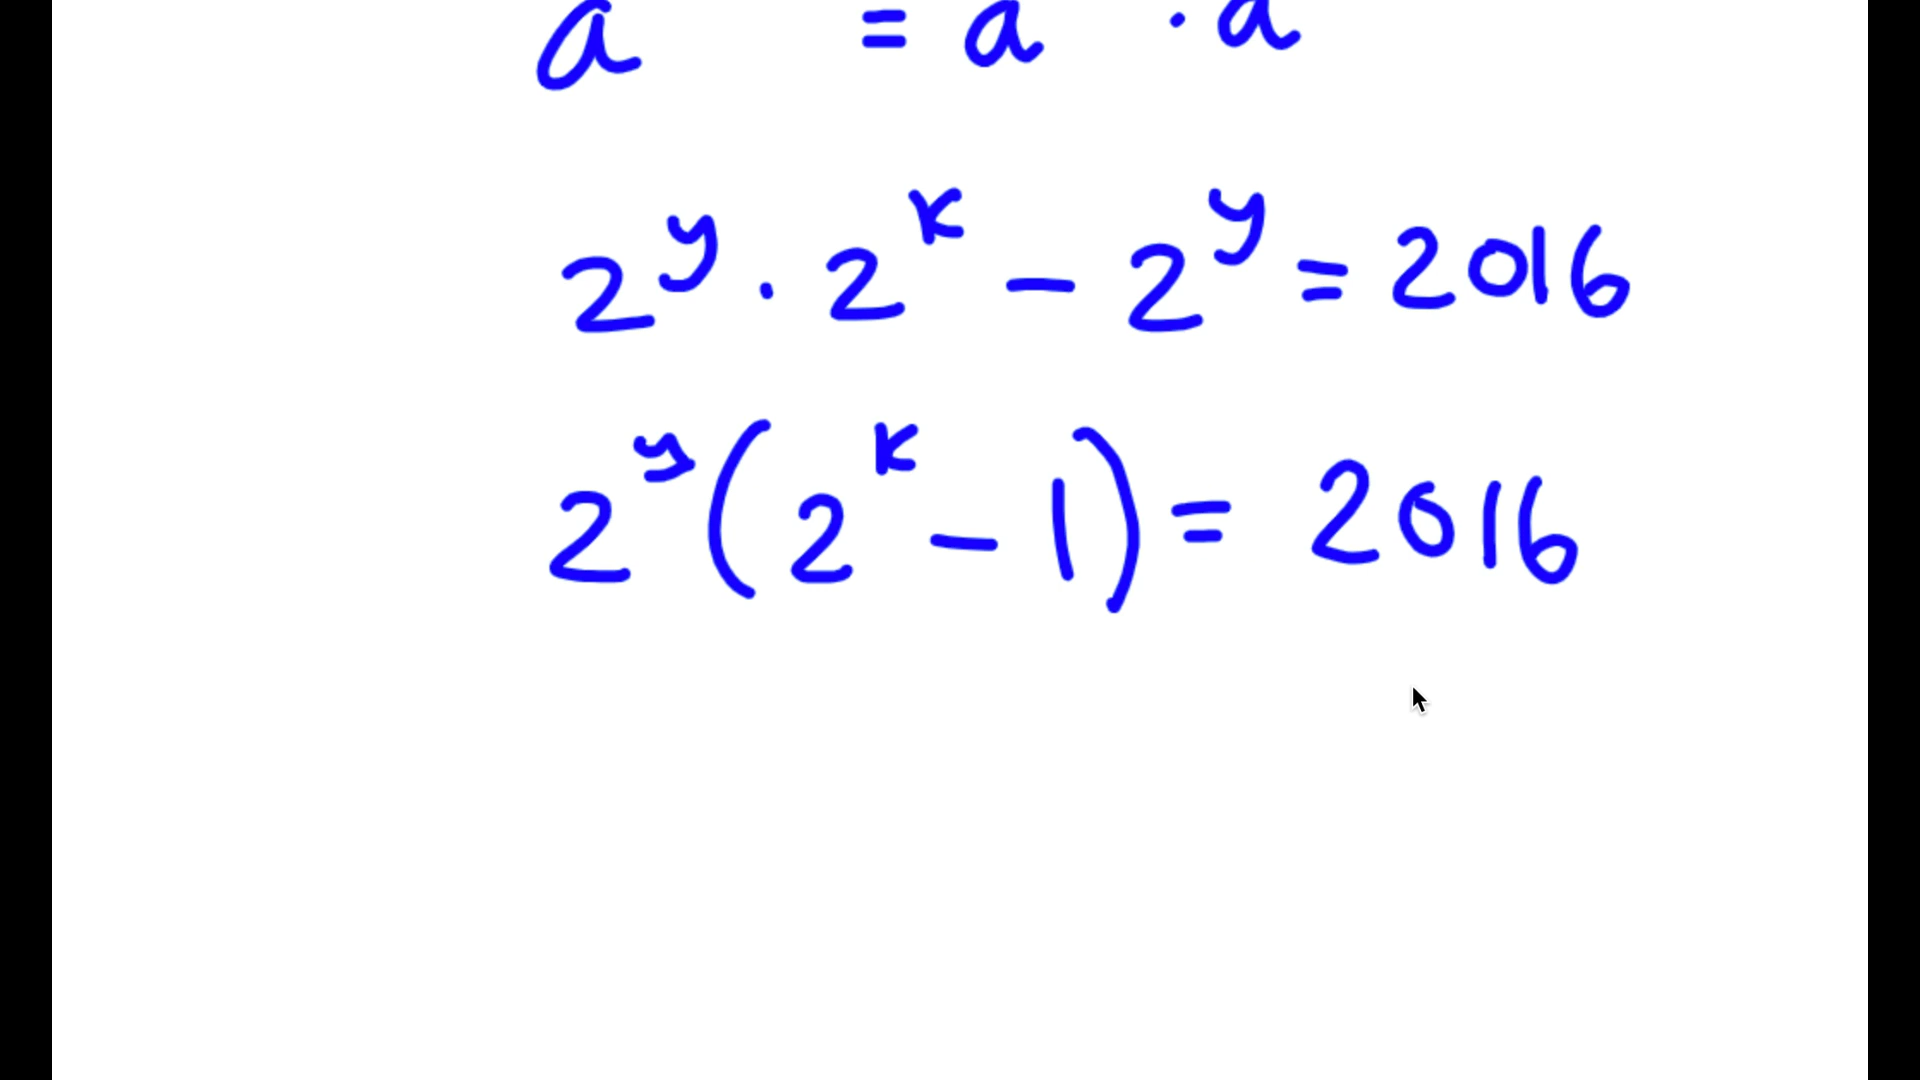 a = a · a
2^y · 2^k - 2^y = 2016
2^y (2^k - 1) = 2016